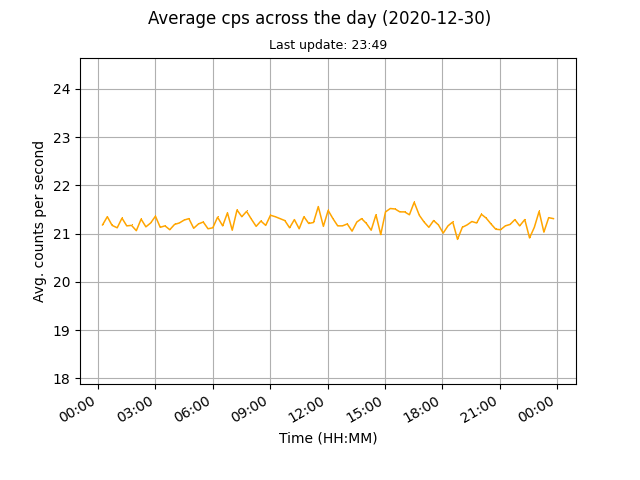 Average cps across the day (2020-12-30)
Last update: 23:49
24
23
22
21
20
19
18
Avg. counts per second
00:00 03:00 06:00 09:00 12:00 15:00 18:00 21:00 00:00
Time (HH:MM)